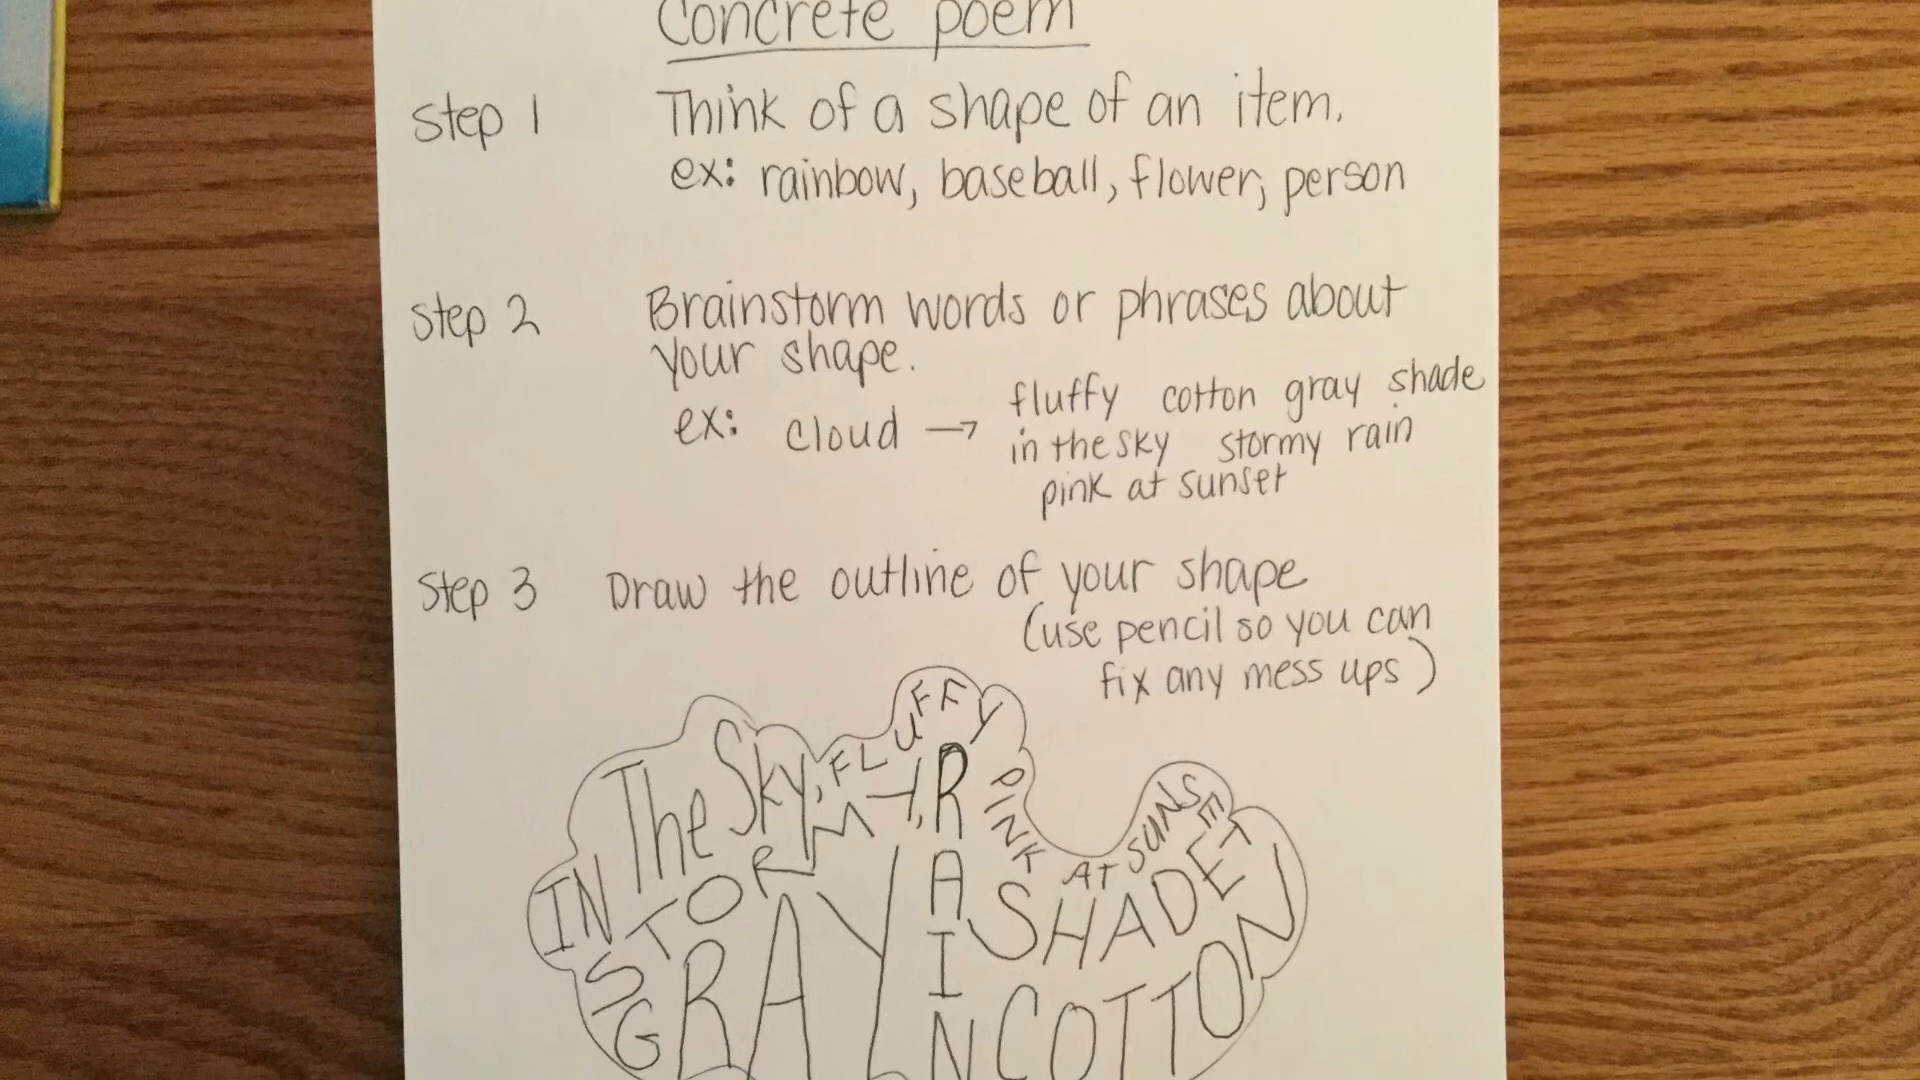 Concrete poem
Step 1 Think of a shape of an item.
ex: rainbow, baseball, flower, person
Step 2 Brainstorm words or phrases about
your shape.
ex: cloud → fluffy cotton gray shade
in the sky stormy rain
pink at sunset
Step 3 Draw the outline of your shape
(use pencil so you can
fix any mess ups)
IN The Sky,
FLUFFY
STORMY,
RAIN
PINK AT SUNSET
GRAY
SHADE
COTTON